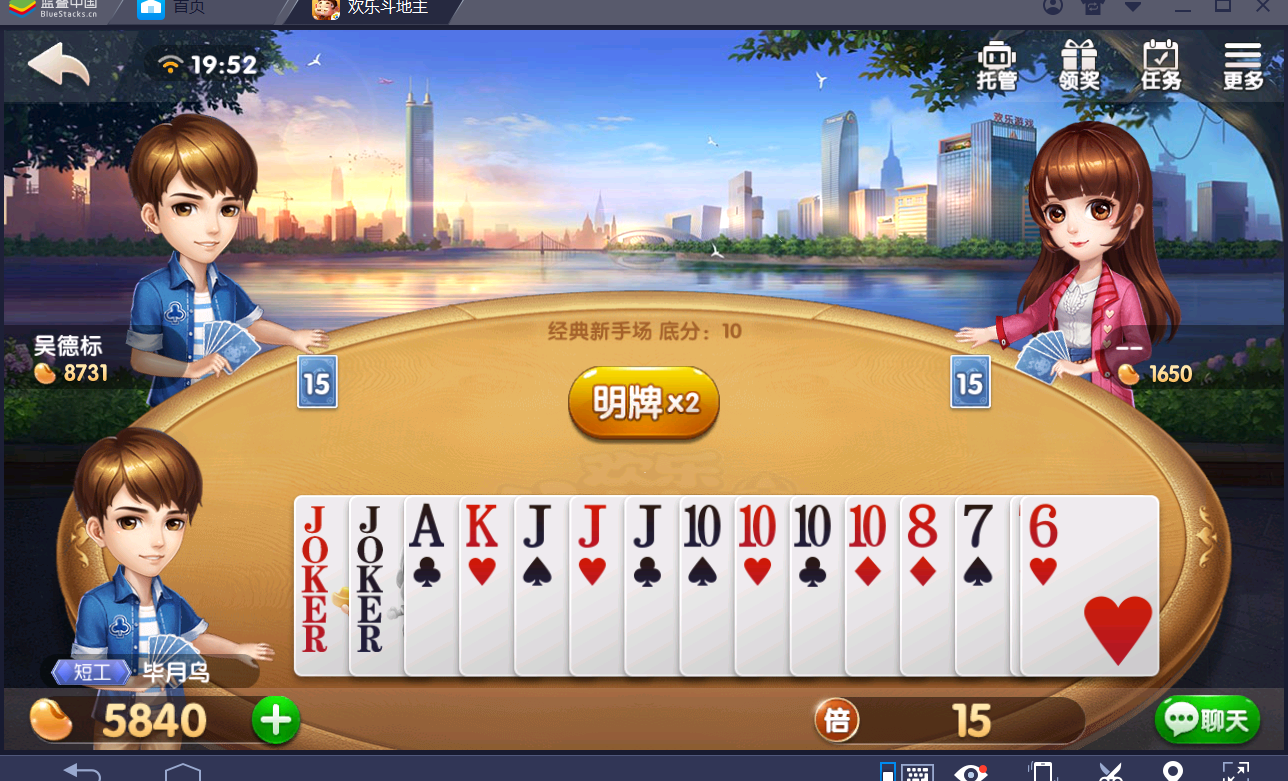 蓝叠中国
BlueStacks.cn
首页
欢乐斗地主
19:52
托管
领奖
任务
更多
欢乐游戏
吴德标
8731
--
1650
经典新手场 底分：10
15
15
明牌x2
欢乐
JOKER
JOKER
A
K
J
J
J
10
10
10
10
8
7
6
短工
毕月乌
5840
倍
15
聊天